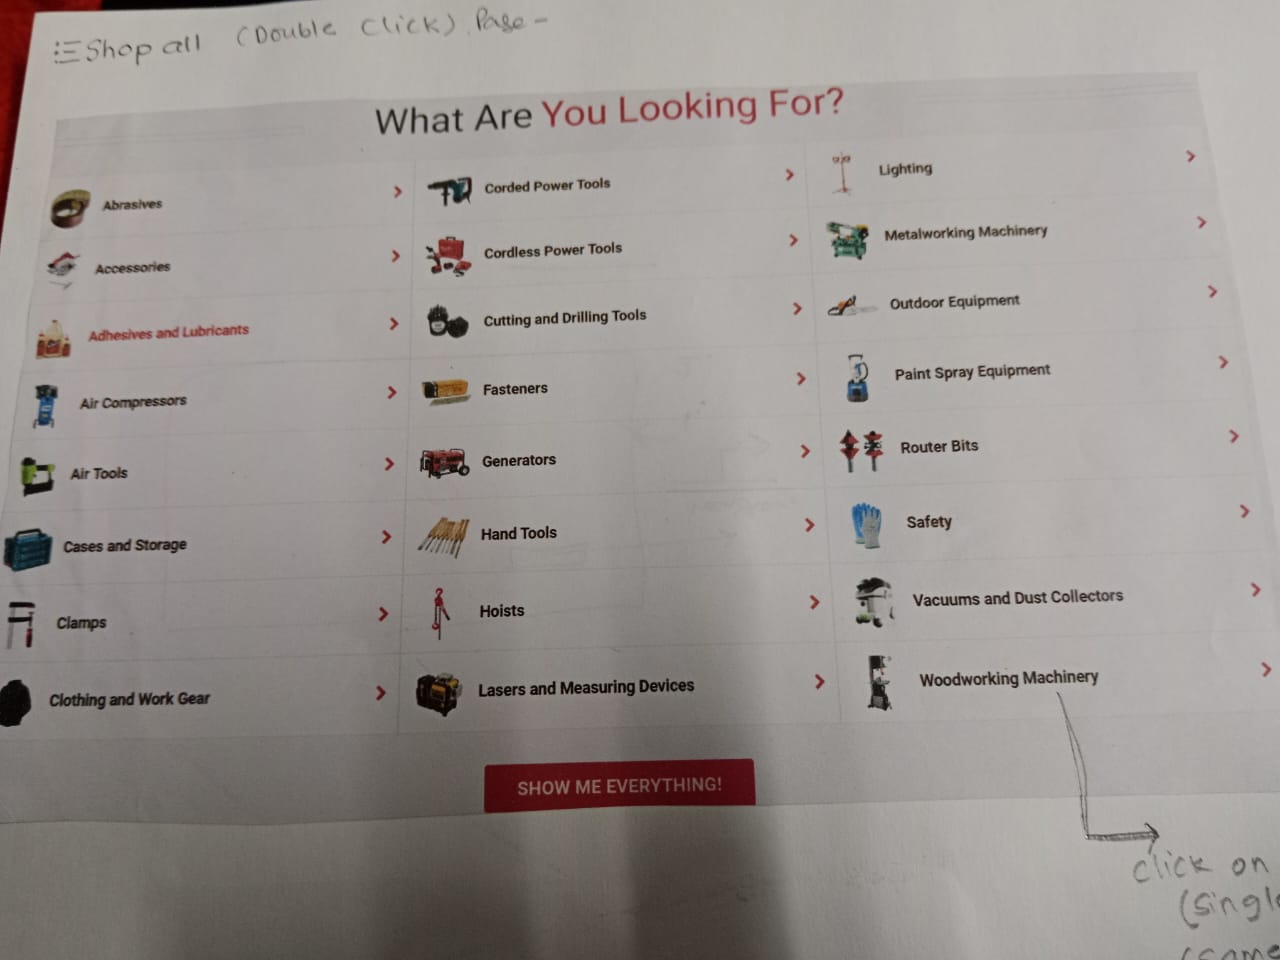 Shop all (Double Click) Page -
What Are You Looking For?
Abrasives
Accessories
Adhesives and Lubricants
Air Compressors
Air Tools
Cases and Storage
Clamps
Clothing and Work Gear
Corded Power Tools
Cordless Power Tools
Cutting and Drilling Tools
Fasteners
Generators
Hand Tools
Hoists
Lasers and Measuring Devices
Lighting
Metalworking Machinery
Outdoor Equipment
Paint Spray Equipment
Router Bits
Safety
Vacuums and Dust Collectors
Woodworking Machinery
SHOW ME EVERYTHING!
click on
(single
(same